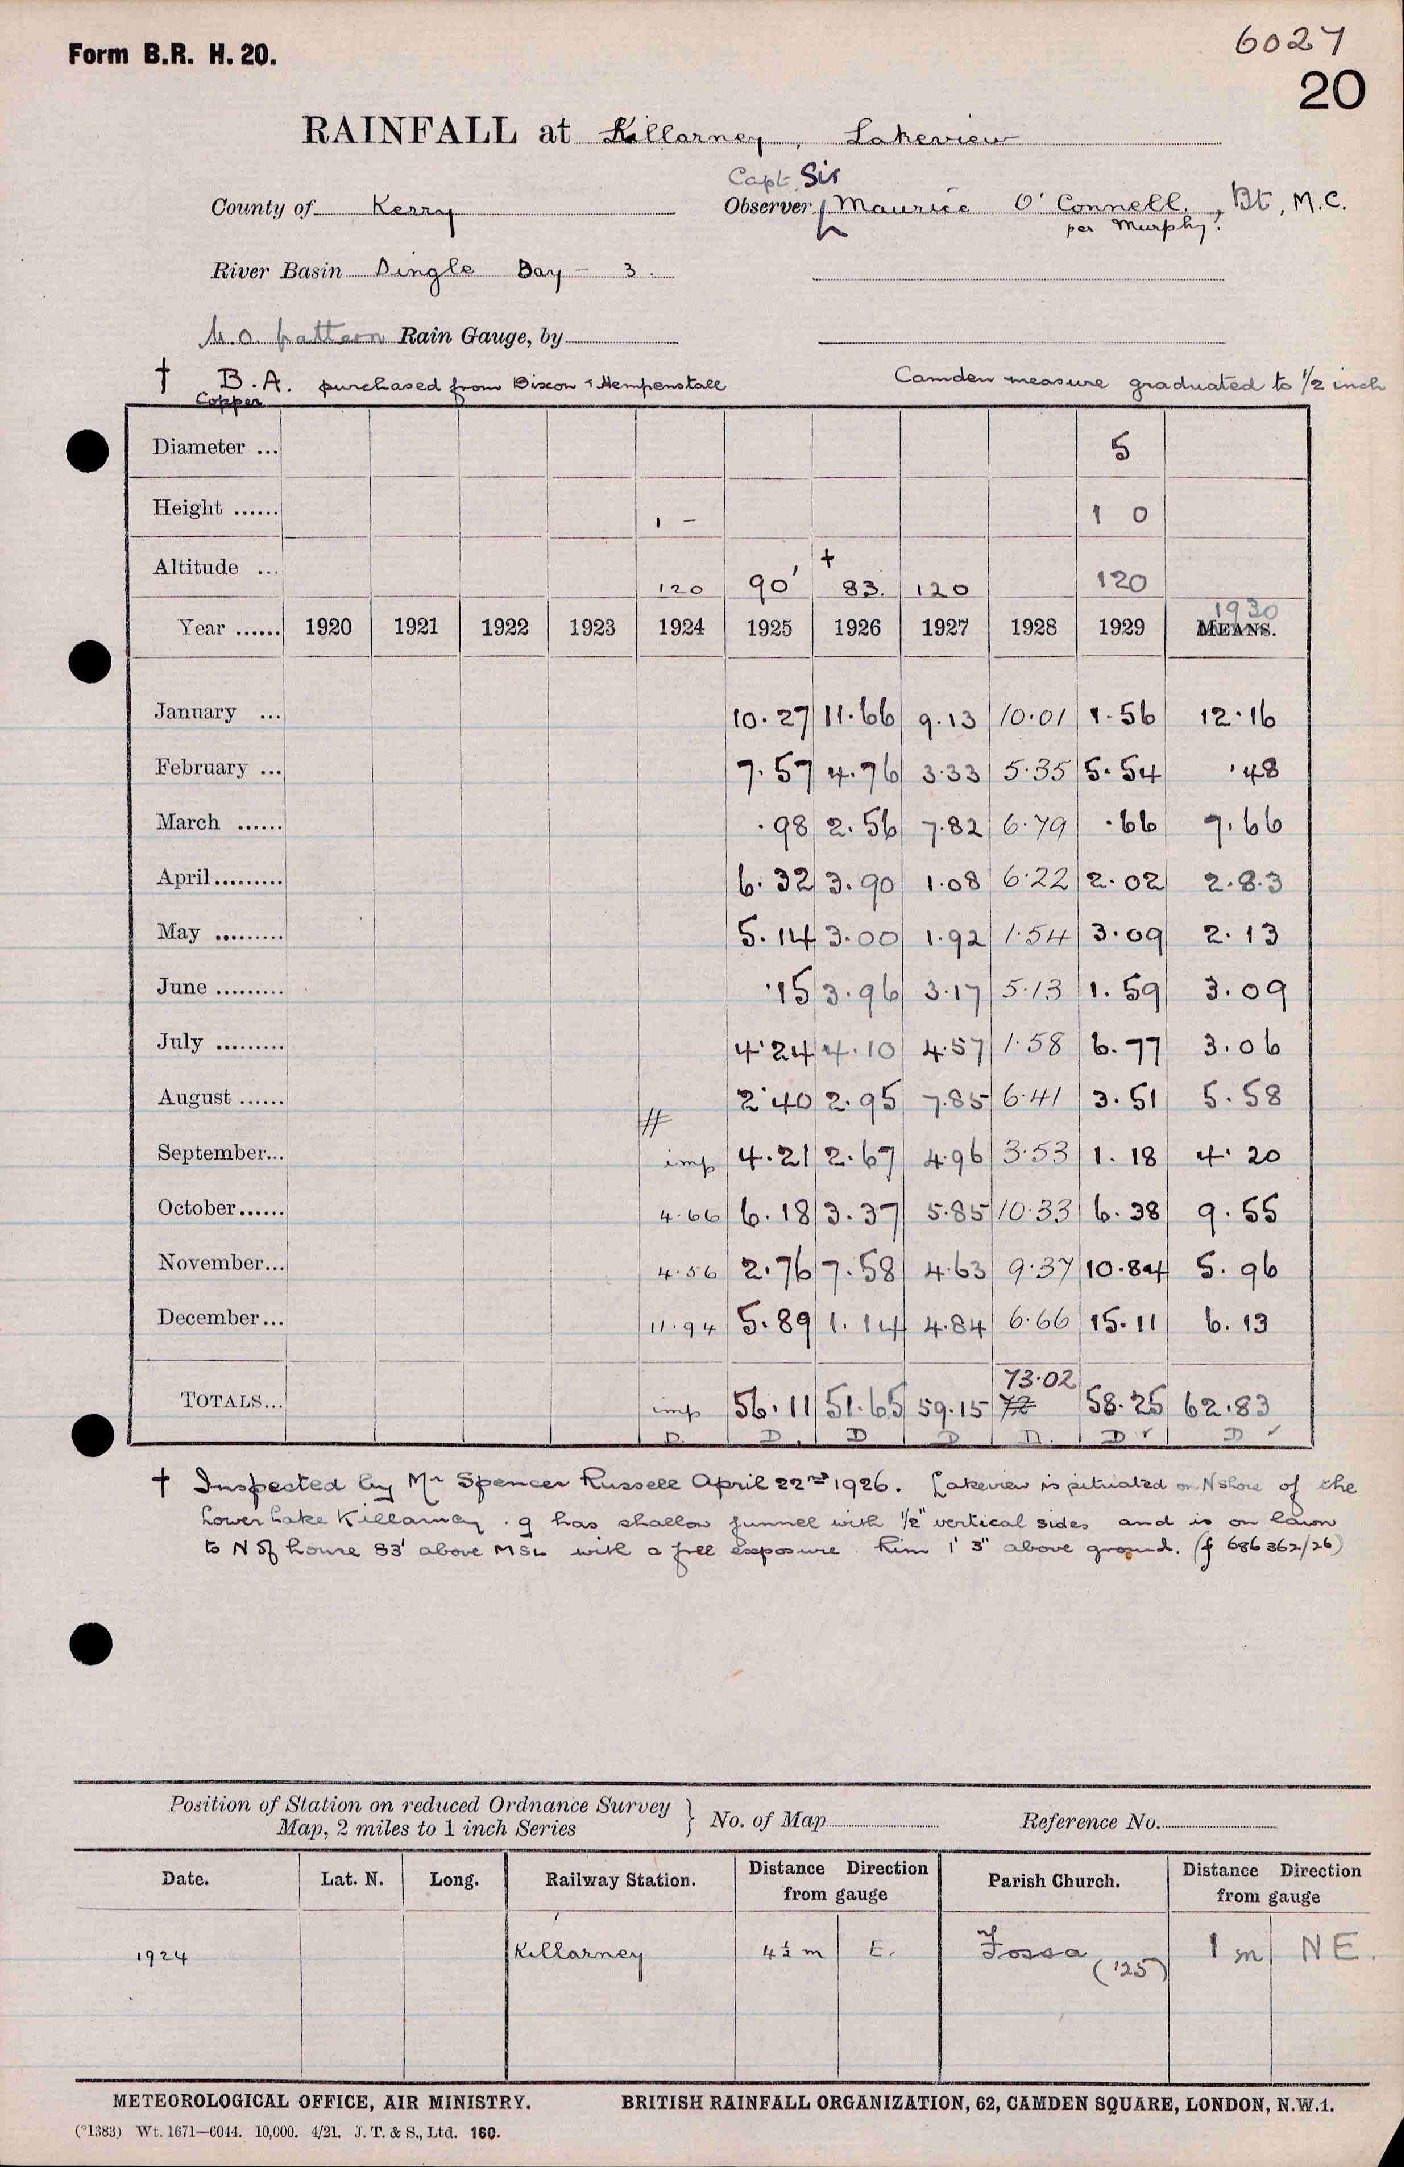 Form B.R. H. 20.
6027
20
RAINFALL at Killarney, Lakeview
Capt. Sir
County of Kerry Observer, Maurice O'Connell, Bt, M.C.
per Murphy.
River Basin Dingle Bay - 3.
M.O. pattern Rain Gauge, by
† B.A. purchased from Dixon & Hempenstall Camden measure graduated to 1/2 inch
Copper
Diameter ... 5
Height ...... 1 - 1 0
Altitude ... 120 90' † 83. 120 120
1930
Year ...... 1920 1921 1922 1923 1924 1925 1926 1927 1928 1929 MEANS.
January ... 10.27 11.66 9.13 10.01 1.56 12.16
February ... 7.57 4.76 3.33 5.35 5.54 .48
March ...... .98 2.56 7.82 6.79 .66 7.66
April ......... 6.32 3.90 1.08 6.22 2.02 2.83
May ......... 5.14 3.00 1.92 1.54 3.09 2.13
June ......... .15 3.96 3.17 5.13 1.59 3.09
July ......... 4.24 4.10 4.57 1.58 6.77 3.06
August ...... # 2.40 2.95 7.85 6.41 3.51 5.58
September... imp 4.21 2.67 4.96 3.53 1.18 4.20
October...... 4.66 6.18 3.37 5.85 10.33 6.38 9.55
November... 4.56 2.76 7.58 4.63 9.37 10.84 5.96
December... 11.94 5.89 1.14 4.84 6.66 15.11 6.13
73.02
TOTALS... imp 56.11 51.65 59.15 72 58.25 62.83
D. D. D D D. D ✓ D ✓
† Inspected by Mr Spencer Russell April 22nd 1926. Lakeview is situated on N shore of the
Lower Lake Killarney. g has shallow funnel with 1/2" vertical sides and is on lawn
to N of house 83' above MSL with a free exposure. Rim 1' 3" above ground. (f 686362/26)
Position of Station on reduced Ordnance Survey
Map, 2 miles to 1 inch Series } No. of Map Reference No.
Date. Lat. N. Long. Railway Station. Distance Direction from gauge Parish Church. Distance Direction from gauge
1924 Killarney 4½ m E. Fossa ('25) 1 m NE.
METEOROLOGICAL OFFICE, AIR MINISTRY. BRITISH RAINFALL ORGANIZATION, 62, CAMDEN SQUARE, LONDON, N.W.1.
(*1383) Wt. 1671—6044. 10,000. 4/21. J. T. & S., Ltd. 160.